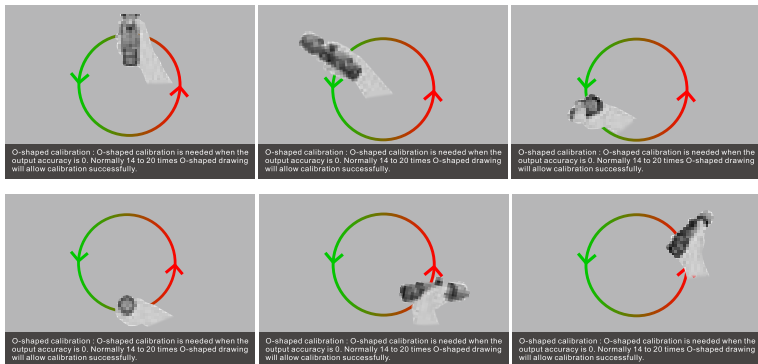 O-shaped calibration : O-shaped calibration is needed when the
output accuracy is 0. Normally 14 to 20 times O-shaped drawing
will allow calibration successfully.
O-shaped calibration : O-shaped calibration is needed when the
output accuracy is 0. Normally 14 to 20 times O-shaped drawing
will allow calibration successfully.
O-shaped calibration : O-shaped calibration is needed when the
output accuracy is 0. Normally 14 to 20 times O-shaped drawing
will allow calibration successfully.
O-shaped calibration : O-shaped calibration is needed when the
output accuracy is 0. Normally 14 to 20 times O-shaped drawing
will allow calibration successfully.
O-shaped calibration : O-shaped calibration is needed when the
output accuracy is 0. Normally 14 to 20 times O-shaped drawing
will allow calibration successfully.
O-shaped calibration : O-shaped calibration is needed when the
output accuracy is 0. Normally 14 to 20 times O-shaped drawing
will allow calibration successfully.